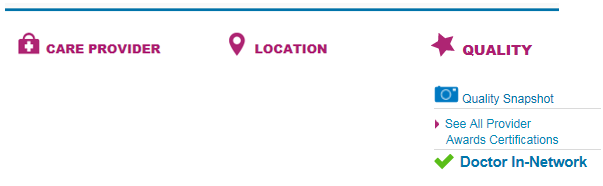 CARE PROVIDER
LOCATION
QUALITY
Quality Snapshot
See All Provider
Awards Certifications
Doctor In-Network